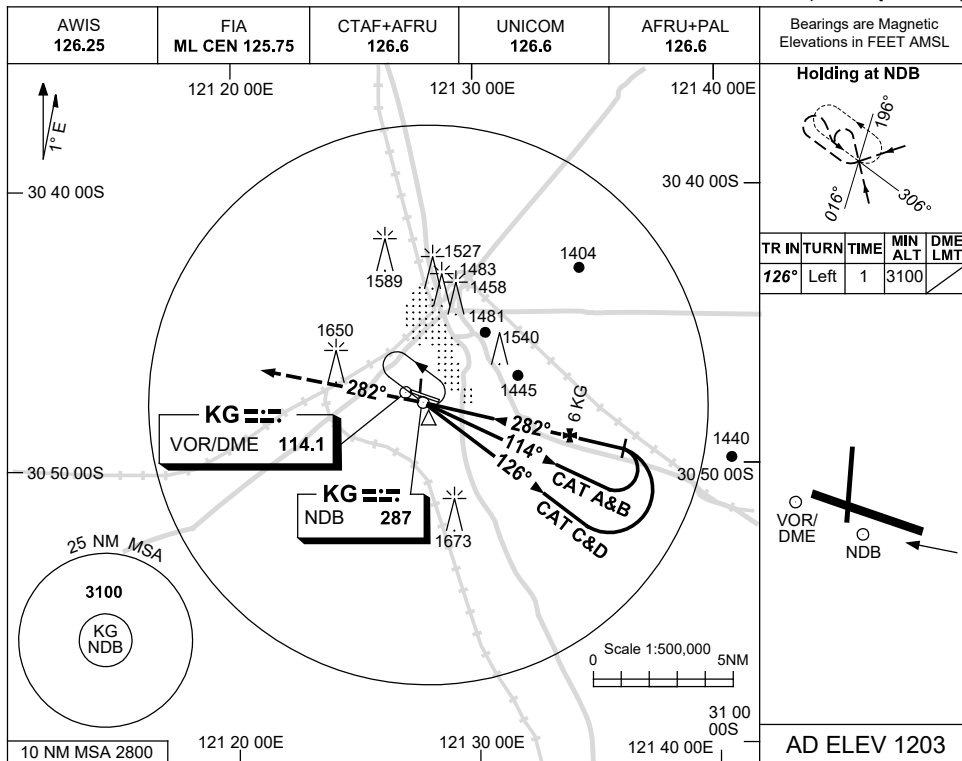 AWIS
126.25
FIA
ML CEN 125.75
CTAF+AFRU
126.6
UNICOM
126.6
AFRU+PAL
126.6
Bearings are Magnetic
Elevations in FEET AMSL
121 20 00E
121 30 00E
121 40 00E
1° E
30 40 00S
30 40 00S
1589
1527
1483
1458
1404
1481
1540
1445
1650
282°
KG
VOR/DME 114.1
KG
NDB 287
282°
6 KG
114°
CAT A&B
126°
CAT C&D
1440
30 50 00S
30 50 00S
1673
25 NM MSA
3100
KG
NDB
Scale 1:500,000
0
5NM
31 00
00S
10 NM MSA 2800
121 20 00E
121 30 00E
121 40 00E
Holding at NDB
196°
016°
306°
TR IN TURN TIME MIN ALT DME LMT
126° Left 1 3100
VOR/
DME
NDB
AD ELEV 1203